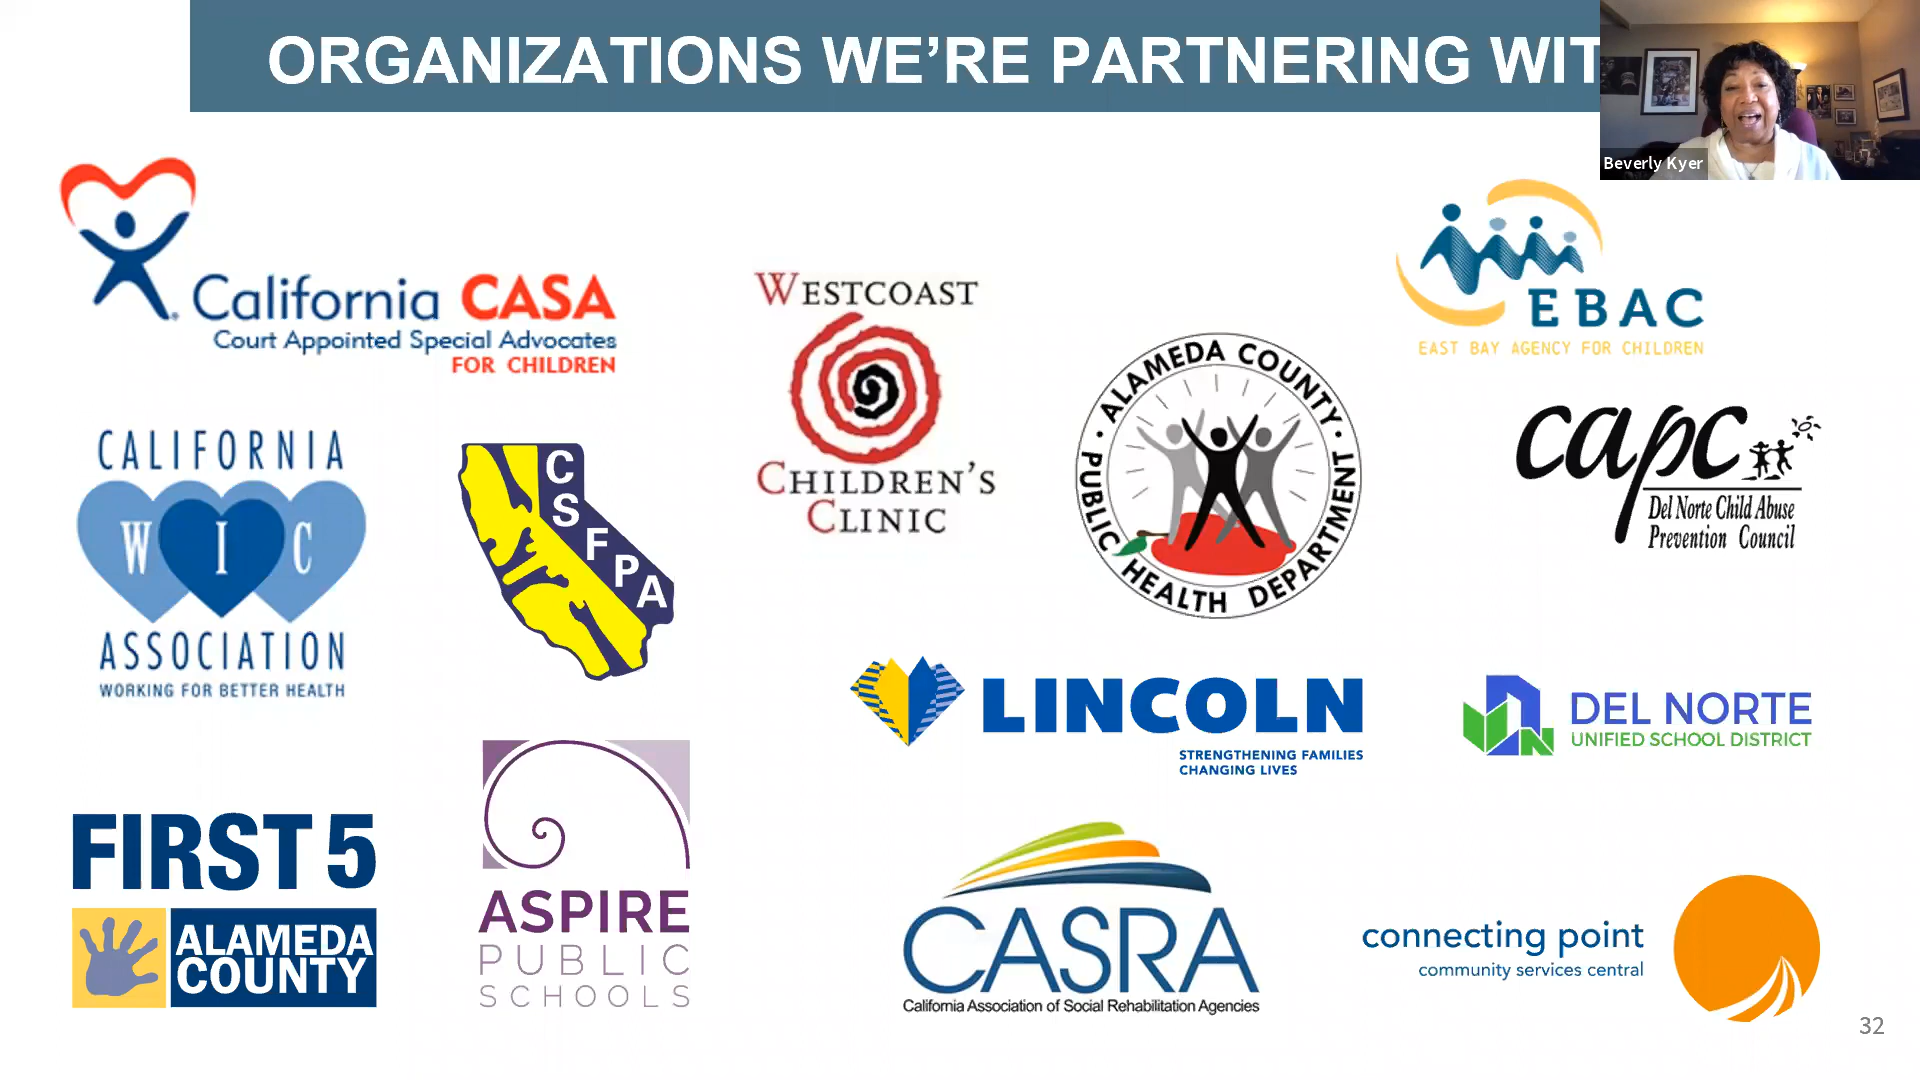 ORGANIZATIONS WE’RE PARTNERING WIT
Beverly Kyer
California CASA
Court Appointed Special Advocates
FOR CHILDREN
WESTCOAST
CHILDREN'S
CLINIC
EBAC
EAST BAY AGENCY FOR CHILDREN
· ALAMEDA COUNTY ·
PUBLIC HEALTH DEPARTMENT
capc
Del Norte Child Abuse
Prevention Council
CALIFORNIA
W I C
ASSOCIATION
WORKING FOR BETTER HEALTH
C
S
F
P
A
LINCOLN
STRENGTHENING FAMILIES
CHANGING LIVES
DEL NORTE
UNIFIED SCHOOL DISTRICT
FIRST 5
ALAMEDA
COUNTY
ASPIRE
PUBLIC
SCHOOLS
CASRA
California Association of Social Rehabilitation Agencies
connecting point
community services central
32